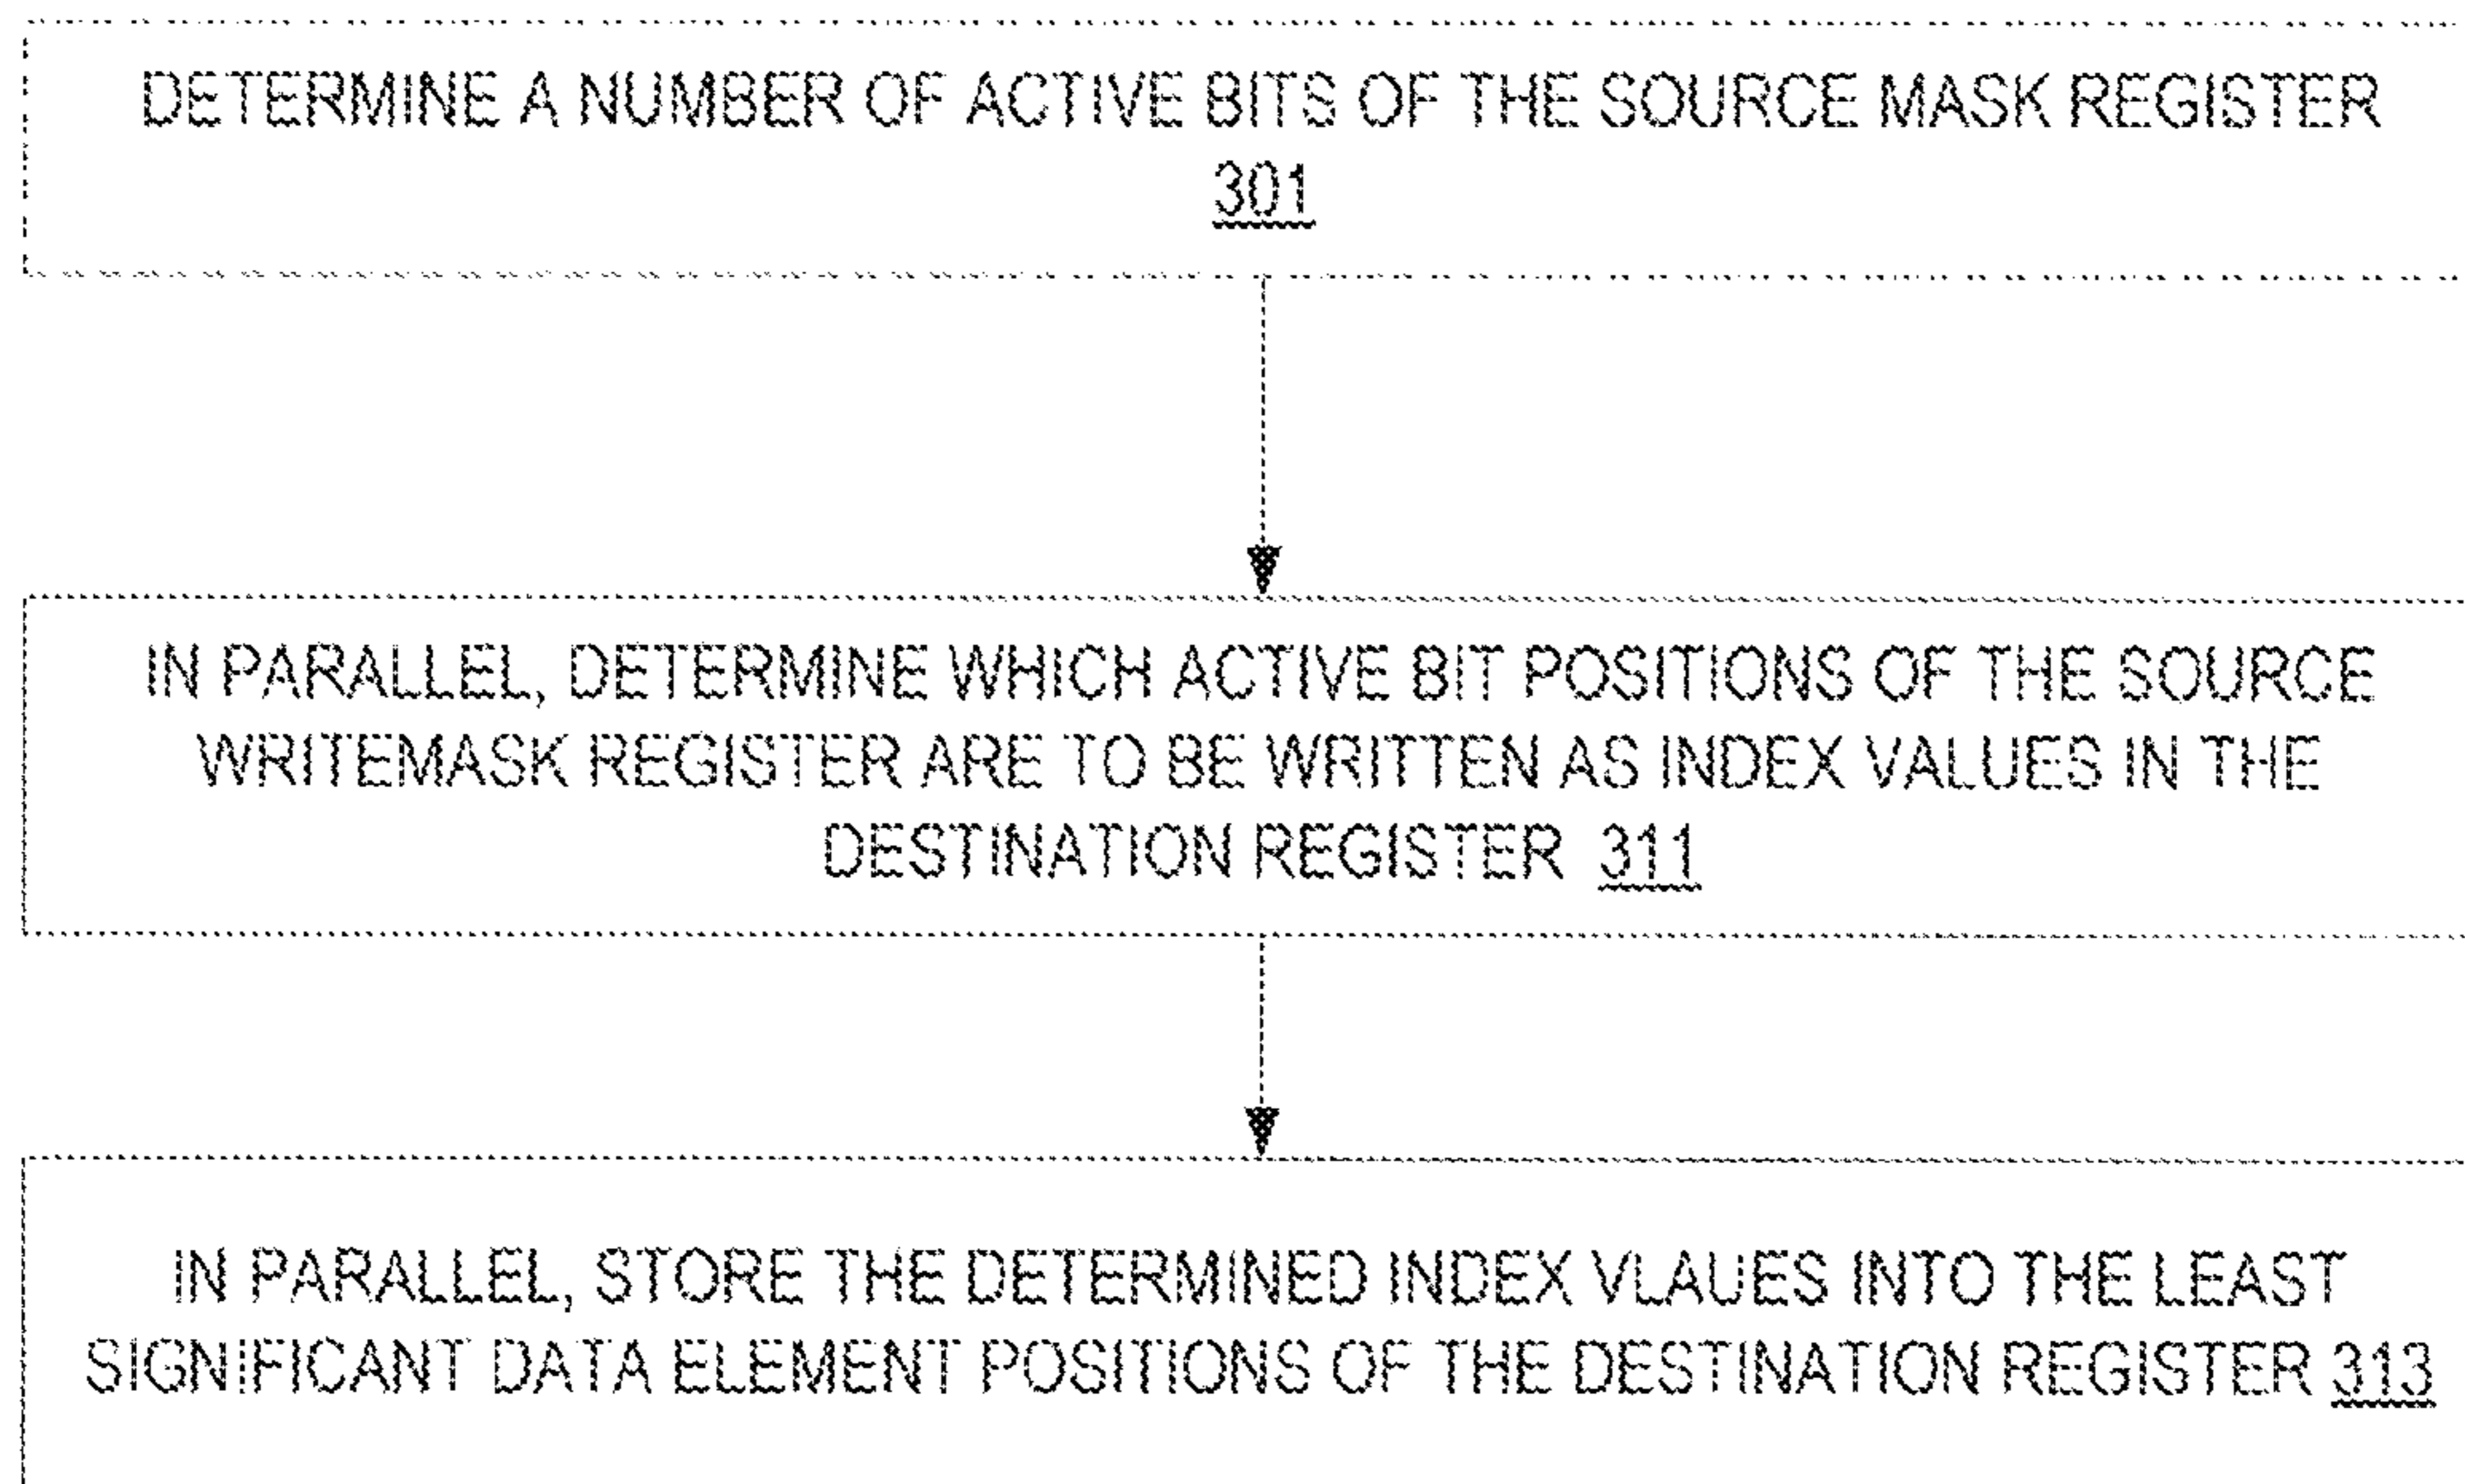 DETERMINE A NUMBER OF ACTIVE BITS OF THE SOURCE MASK REGISTER
301
IN PARALLEL, DETERMINE WHICH ACTIVE BIT POSITIONS OF THE SOURCE
WRITEMASK REGISTER ARE TO BE WRITTEN AS INDEX VALUES IN THE
DESTINATION REGISTER 311
IN PARALLEL, STORE THE DETERMINED INDEX VLAUES INTO THE LEAST
SIGNIFICANT DATA ELEMENT POSITIONS OF THE DESTINATION REGISTER 313